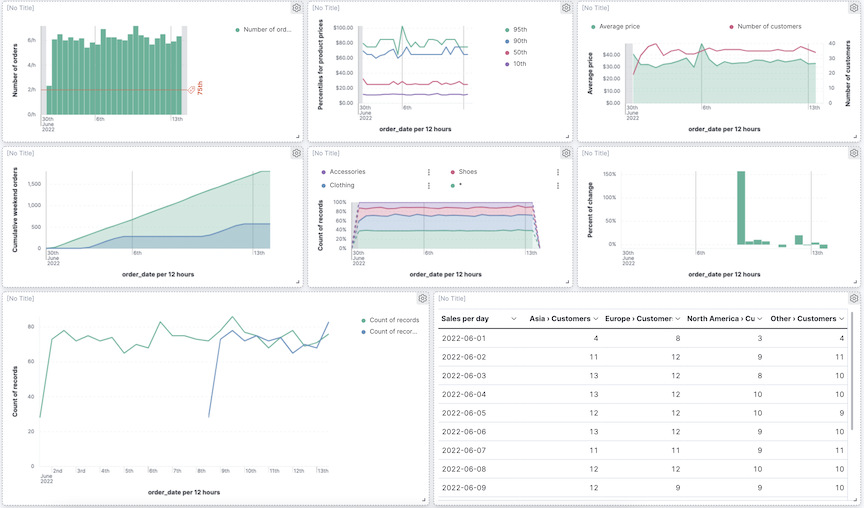 [No Title]
Number of ord...
Number of orders
6/h
4/h
2/h
0/h
75th
30th
June
2022
6th
13th
[No Title]
95th
90th
50th
10th
Percentiles for product prices
$100.00
$80.00
$60.00
$40.00
$20.00
$0.00
30th
June
2022
6th
order_date per 12 hours
[No Title]
Average price
Number of customers
Average price
$40.00
$30.00
$20.00
$10.00
$0.00
40
30
20
10
0
Number of customers
30th
June
2022
6th
13th
order_date per 12 hours
[No Title]
Cumulative weekend orders
1,500
1,000
500
0
30th
June
2022
6th
13th
order_date per 12 hours
[No Title]
Accessories
Shoes
Clothing
*
Count of records
100%
80%
60%
40%
20%
0%
30th
June
2022
6th
13th
order_date per 12 hours
[No Title]
Percent of change
150%
100%
50%
0%
30th
June
2022
6th
13th
order_date per 12 hours
[No Title]
Count of records
Count of recor...
Count of records
80
60
40
20
0
2nd 3rd 4th 5th 6th 7th 8th 9th 10th 11th 12th 13th
June
2022
order_date per 12 hours
[No Title]
Sales per day Asia › Customers Europe › Customer: North America › Cu Other › Customers
2022-06-01 4 8 3 4
2022-06-02 11 12 9 11
2022-06-03 13 12 8 10
2022-06-04 13 12 10 10
2022-06-05 12 12 10 9
2022-06-06 13 12 9 10
2022-06-07 11 11 9 11
2022-06-08 12 12 10 10
2022-06-09 12 9 9 10